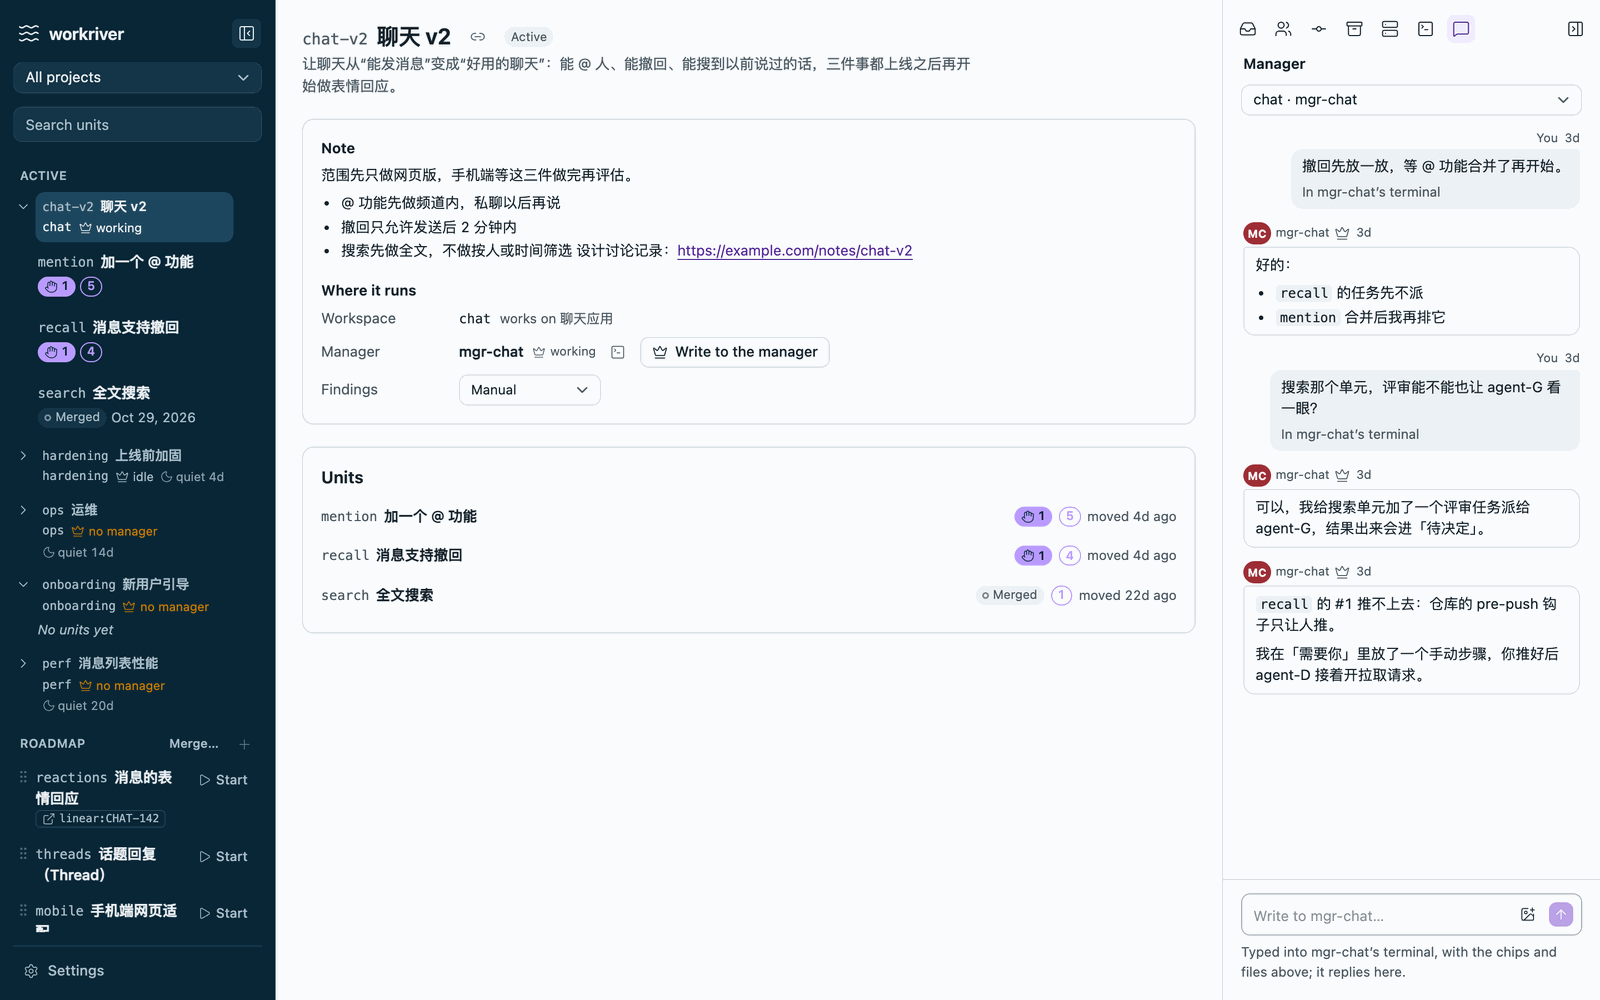 workriver
All projects
Search units
ACTIVE
chat-v2 聊天 v2
chat working
mention 加一个 @ 功能
1 5
recall 消息支持撤回
1 4
search 全文搜索
Merged Oct 29, 2026
hardening 上线前加固
hardening idle quiet 4d
ops 运维
ops no manager
quiet 14d
onboarding 新用户引导
onboarding no manager
No units yet
perf 消息列表性能
perf no manager
quiet 20d
ROADMAP Merge...
reactions 消息的表
情回应
Start
linear:CHAT-142
threads 话题回复
（Thread）
Start
mobile 手机端网页适
Start
Settings
chat-v2 聊天 v2 Active
让聊天从“能发消息”变成“好用的聊天”：能 @ 人、能撤回、能搜到以前说过的话，三件事都上线之后再开
始做表情回应。
Note
范围先只做网页版，手机端等这三件做完再评估。
• @ 功能先做频道内，私聊以后再说
• 撤回只允许发送后 2 分钟内
• 搜索先做全文，不做按人或时间筛选 设计讨论记录：https://example.com/notes/chat-v2
Where it runs
Workspace chat works on 聊天应用
Manager mgr-chat working Write to the manager
Findings Manual
Units
mention 加一个 @ 功能 1 5 moved 4d ago
recall 消息支持撤回 1 4 moved 4d ago
search 全文搜索 Merged 1 moved 22d ago
Manager
chat · mgr-chat
You 3d
撤回先放一放，等 @ 功能合并了再开始。
In mgr-chat’s terminal
MC mgr-chat 3d
好的：
• recall 的任务先不派
• mention 合并后我再排它
You 3d
搜索那个单元，评审能不能也让 agent-G 看
一眼？
In mgr-chat’s terminal
MC mgr-chat 3d
可以，我给搜索单元加了一个评审任务派给
agent-G，结果出来会进「待决定」。
MC mgr-chat 3d
recall 的 #1 推不上去：仓库的 pre-push 钩
子只让人推。
我在「需要你」里放了一个手动步骤，你推好后
agent-D 接着开拉取请求。
Write to mgr-chat...
Typed into mgr-chat’s terminal, with the chips and
files above; it replies here.